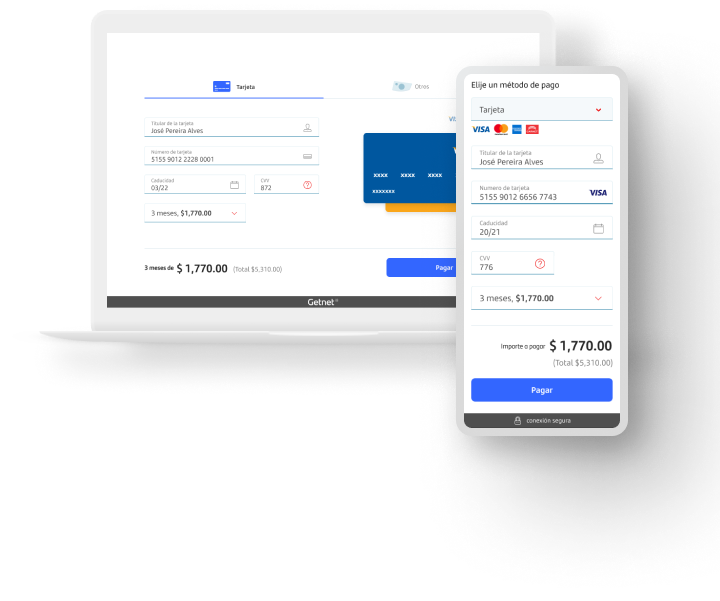 Tarjeta
Otros
Titular de la tarjeta
José Pereira Alves
Número de tarjeta
5155 9012 2228 0001
Caducidad
03/22
CVV
872
3 meses, $1,770.00
xxxx xxxx xxxx
xxxxxxx
3 meses de $ 1,770.00 (Total $5,310.00)
Pagar
Getnet
Elije un método de pago
Tarjeta
VISA
Titular de la tarjeta
José Pereira Alves
Numero de tarjeta
5155 9012 6656 7743
VISA
Caducidad
20/21
CVV
776
3 meses, $1,770.00
Importe a pagar $ 1,770.00
(Total $5,310.00)
Pagar
conexión segura